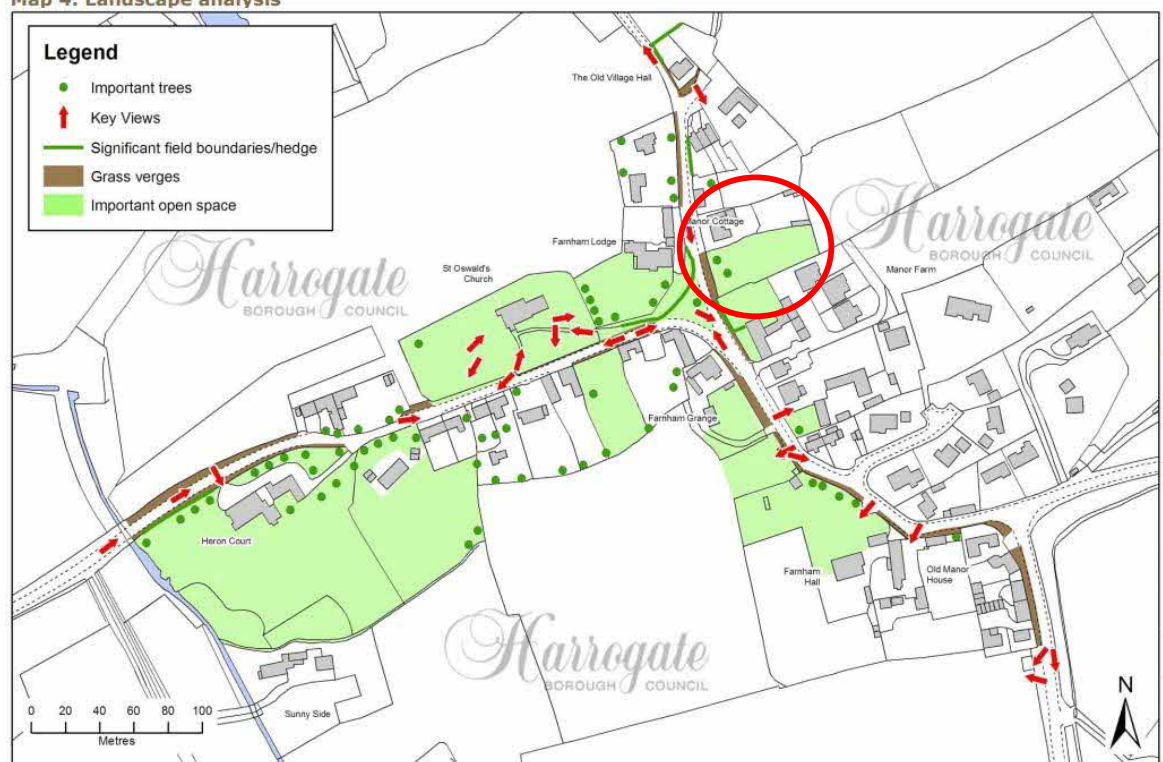 Map 4: Landscape analysis
Legend
Important trees
Key Views
Significant field boundaries/hedge
Grass verges
Important open space
The Old Village Hall
Harrogate
BOROUGH COUNCIL
Manor Cottage
Harrogate
BOROUGH COUNCIL
Farnham Lodge
St Oswald's
Church
Manor Farm
Farnham Grange
Heron Court
Farnham
Hall
Old Manor
House
Harrogate
BOROUGH COUNCIL
Sunny Side
0 20 40 60 80 100
Metres
N